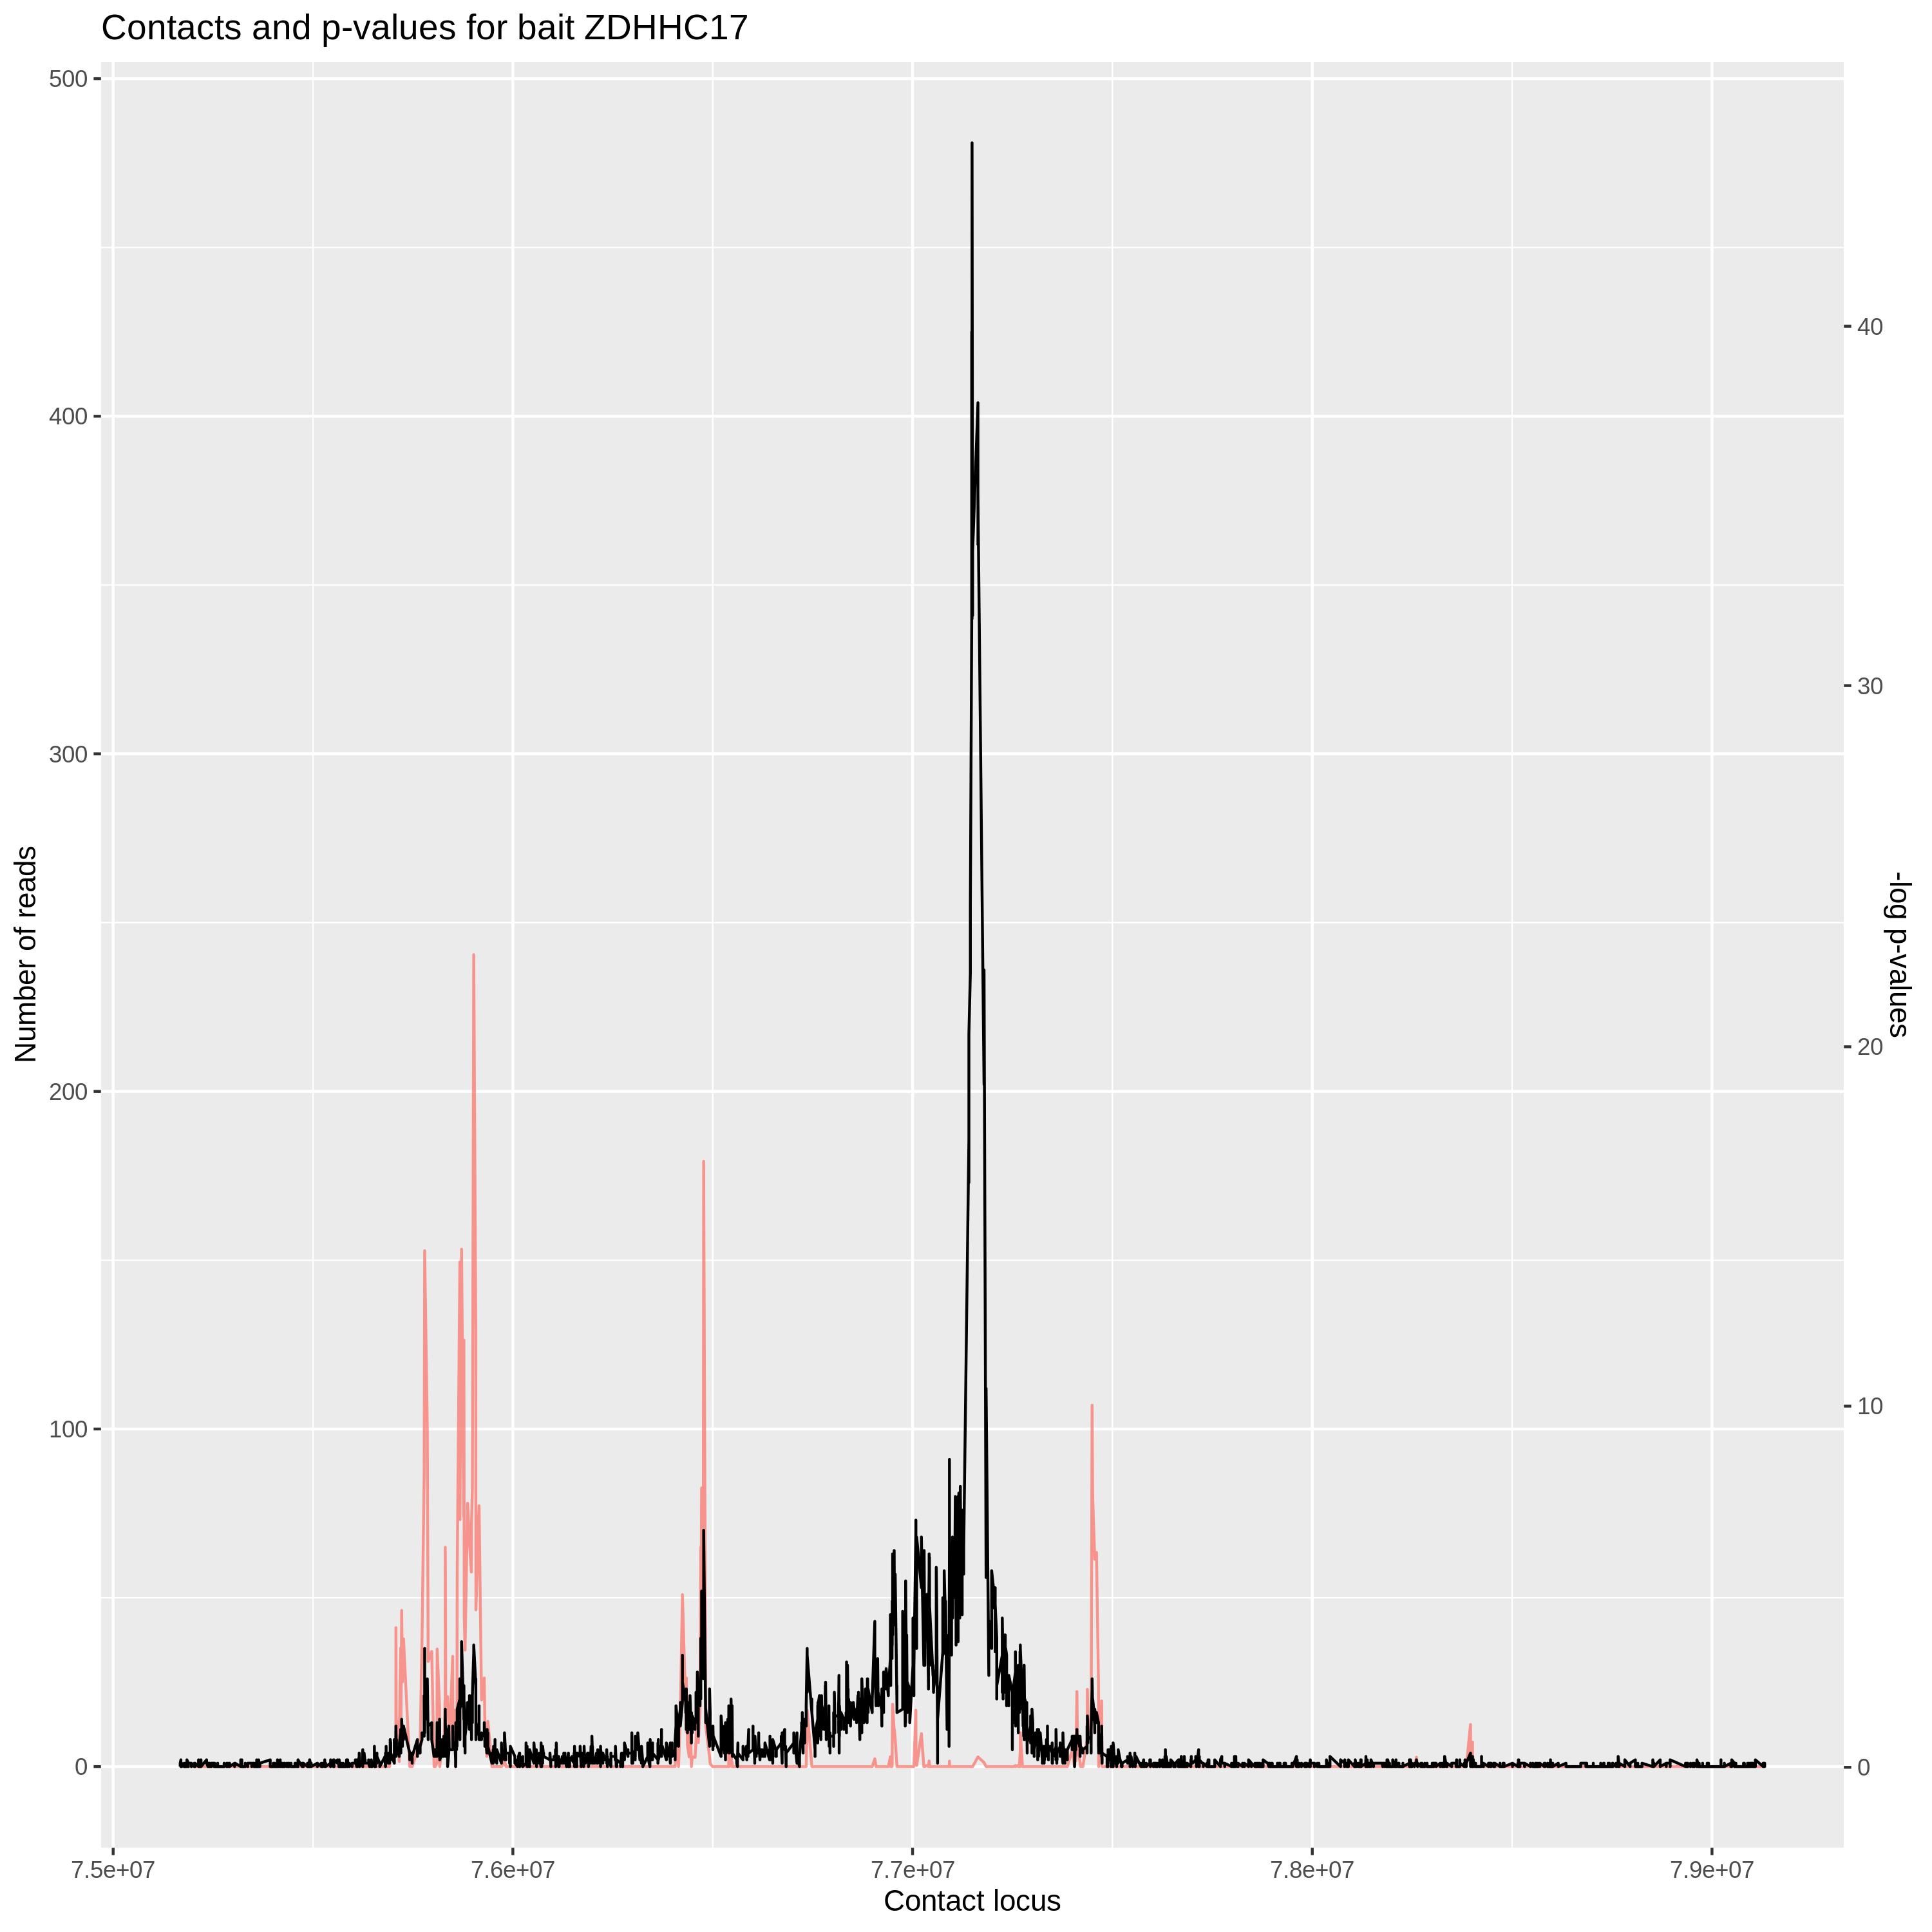 Contacts and p-values for bait ZDHHC17
500
400
300
200
100
0
Number of reads
40
30
20
10
0
-log p-values
7.5e+07 7.6e+07 7.7e+07 7.8e+07 7.9e+07
Contact locus